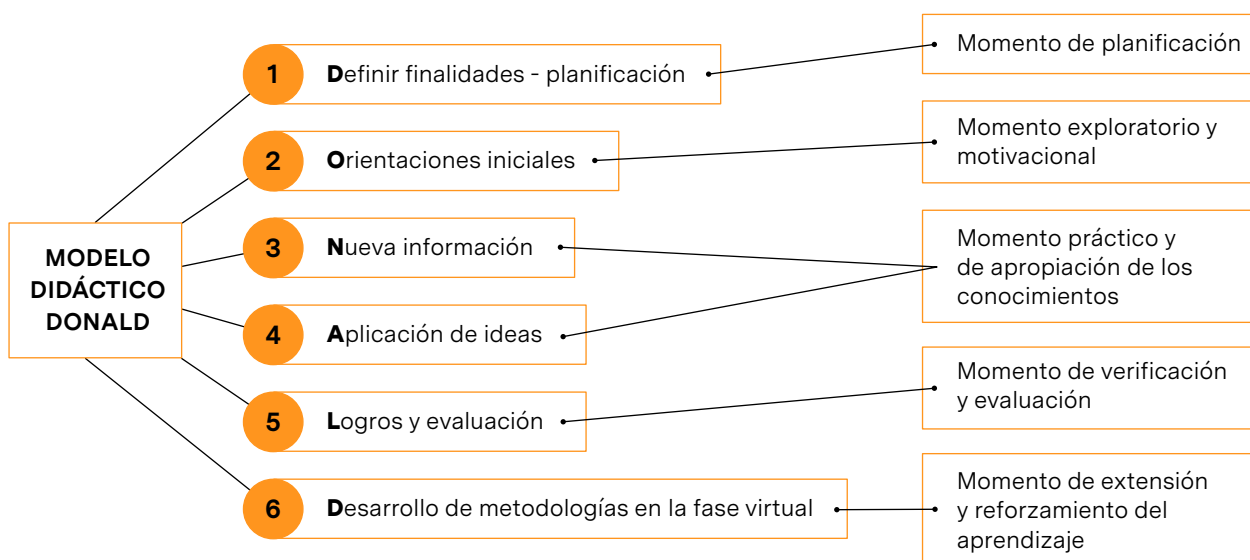 MODELO
DIDÁCTICO
DONALD
1
Definir finalidades - planificación
Momento de planificación
2
Orientaciones iniciales
Momento exploratorio y
motivacional
3
Nueva información
4
Aplicación de ideas
Momento práctico y
de apropiación de los
conocimientos
5
Logros y evaluación
Momento de verificación
y evaluación
6
Desarrollo de metodologías en la fase virtual
Momento de extensión
y reforzamiento del
aprendizaje